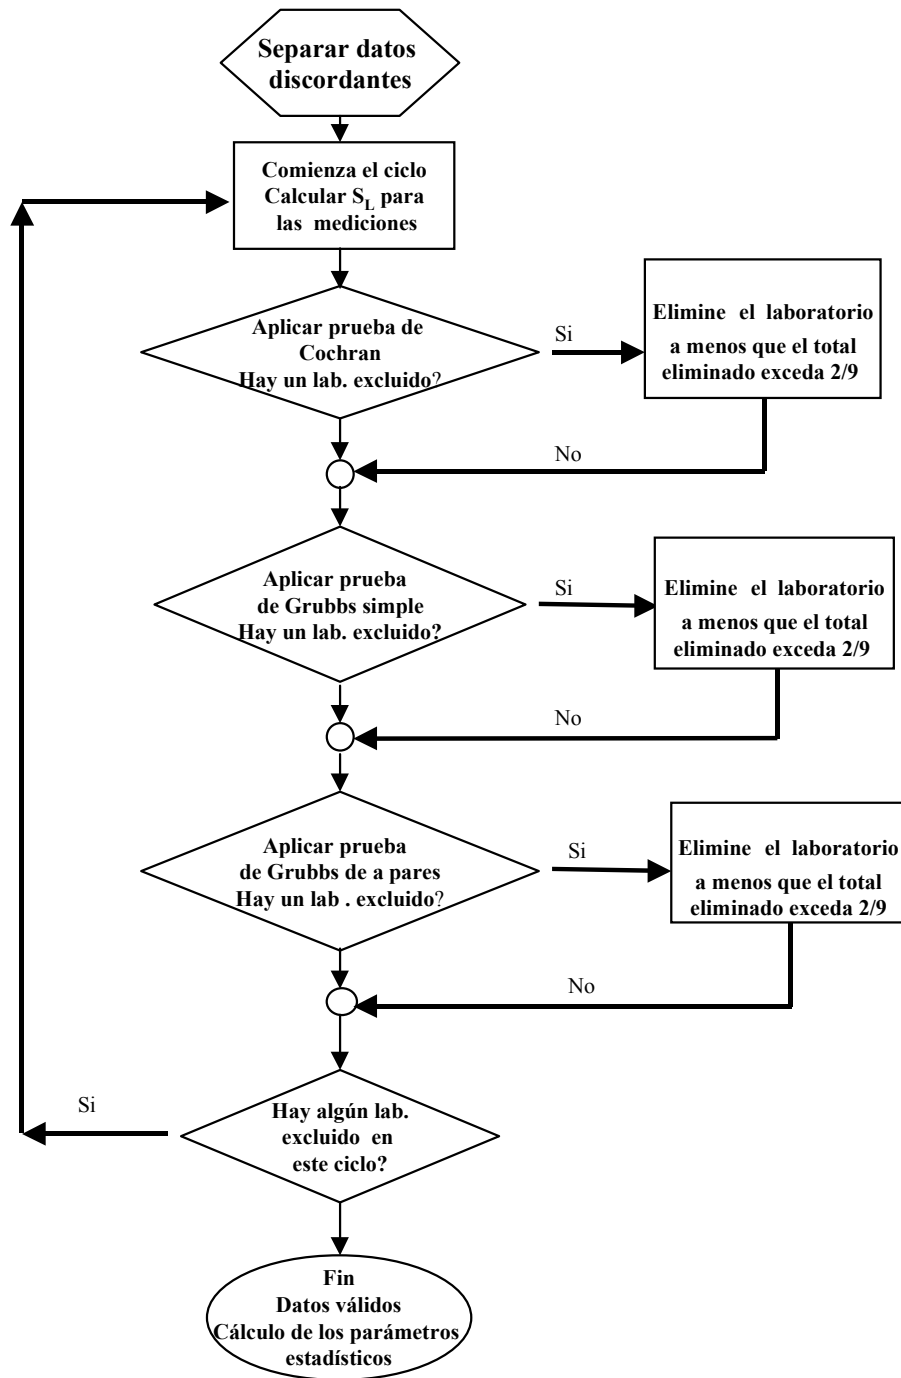 Separar datos
discordantes
Comienza el ciclo
Calcular S_L para
las mediciones
Aplicar prueba de
Cochran
Hay un lab. excluido?
Si
Elimine el laboratorio
a menos que el total
eliminado exceda 2/9
No
Aplicar prueba
de Grubbs simple
Hay un lab. excluido?
Si
Elimine el laboratorio
a menos que el total
eliminado exceda 2/9
No
Aplicar prueba
de Grubbs de a pares
Hay un lab . excluido?
Si
Elimine el laboratorio
a menos que el total
eliminado exceda 2/9
No
Hay algún lab.
excluido en
este ciclo?
Si
Fin
Datos válidos
Cálculo de los parámetros
estadísticos